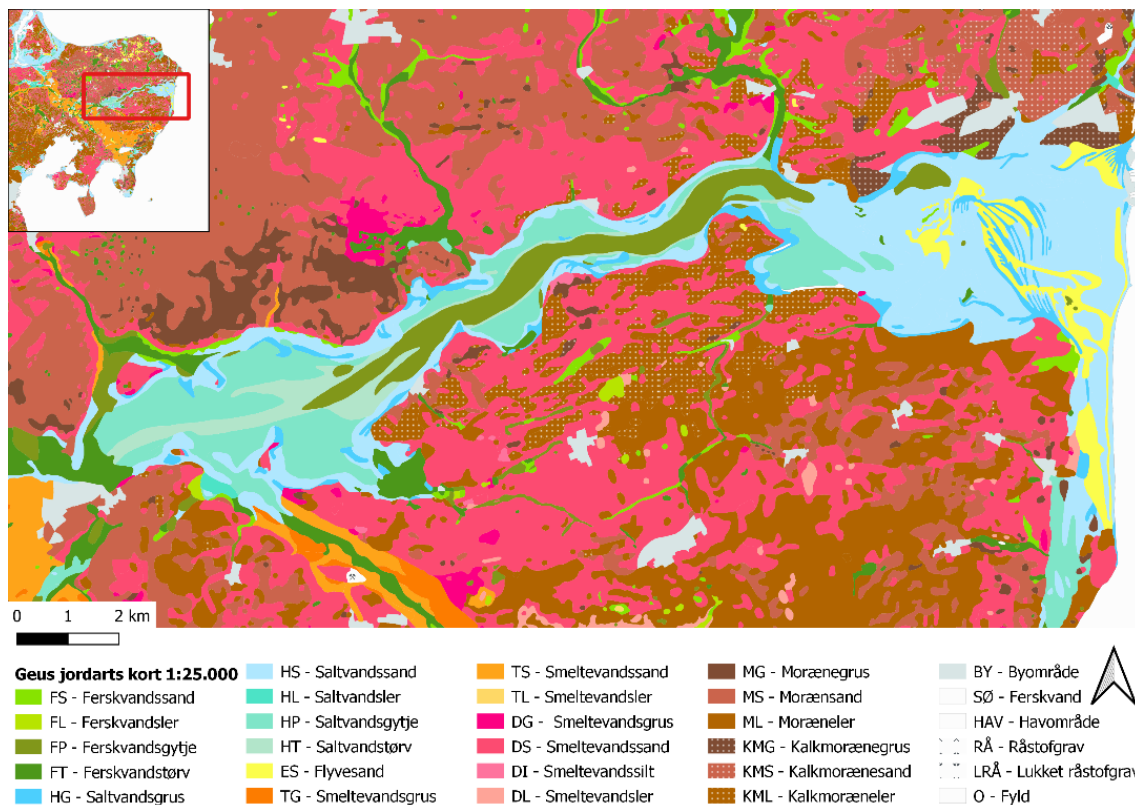 0 1 2 km
Geus jordarts kort 1:25.000
FS - Ferskvandssand
FL - Ferskvandsler
FP - Ferskvandsgytje
FT - Ferskvandstørv
HG - Saltvandsgrus
HS - Saltvandssand
HL - Saltvandsler
HP - Saltvandsgytje
HT - Saltvandstørv
ES - Flyvesand
TG - Smeltevandsgrus
TS - Smeltevandssand
TL - Smeltevandsler
DG - Smeltevandsgrus
DS - Smeltevandssand
DI - Smeltevandssilt
DL - Smeltevandsler
MG - Morænegrus
MS - Morænsand
ML - Moræneler
KMG - Kalkmorænegrus
KMS - Kalkmorænesand
KML - Kalkmoræneler
BY - Byområde
SØ - Ferskvand
HAV - Havområde
RÅ - Råstofgrav
LRÅ - Lukket råstofgrav
O - Fyld